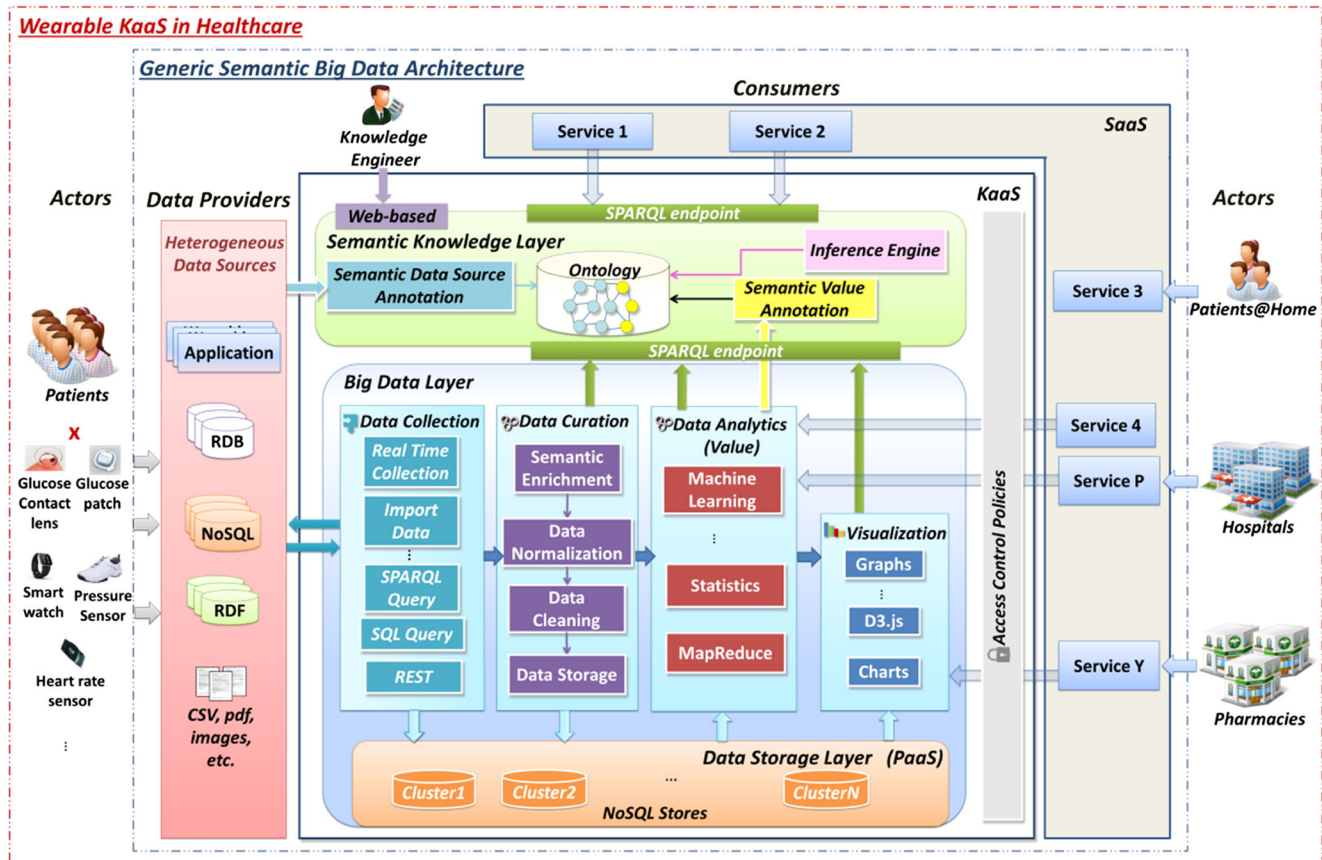 Wearable KaaS in Healthcare
Generic Semantic Big Data Architecture
Consumers
SaaS
Knowledge
Engineer
Service 1
Service 2
Actors
Data Providers
Heterogeneous
Data Sources
Application
RDB
NoSQL
RDF
CSV, pdf,
images,
etc.
Patients
X
Glucose
Contact
lens
Glucose
patch
Smart
watch
Pressure
Sensor
Heart rate
sensor
⋮
KaaS
Web-based
SPARQL endpoint
Semantic Knowledge Layer
Semantic Data Source
Annotation
Ontology
Inference Engine
Semantic Value
Annotation
SPARQL endpoint
Big Data Layer
Data Collection
Real Time
Collection
Import
Data
⋮
SPARQL
Query
SQL Query
REST
Data Curation
Semantic
Enrichment
Data
Normalization
Data
Cleaning
Data Storage
Data Analytics
(Value)
Machine
Learning
⋮
Statistics
MapReduce
Visualization
Graphs
⋮
D3.js
Charts
Data Storage Layer (PaaS)
Cluster1
Cluster2
...
ClusterN
NoSQL Stores
Access Control Policies
Service 3
Service 4
Service P
Service Y
Actors
Patients@Home
Hospitals
Pharmacies